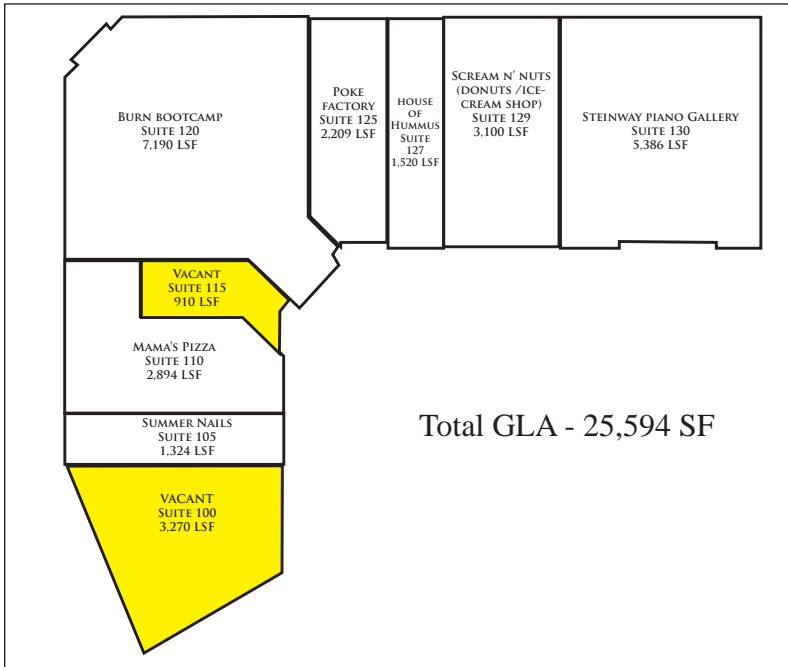 Burn bootcamp
Suite 120
7,190 LSF
Poke
factory
Suite 125
2,209 LSF
house
of
Hummus
Suite
127
1,520 LSF
Scream n' nuts
(donuts /ice-
cream shop)
Suite 129
3,100 LSF
Steinway piano Gallery
Suite 130
5,386 LSF
Vacant
Suite 115
910 LSF
Mama's Pizza
Suite 110
2,894 LSF
Summer Nails
Suite 105
1,324 LSF
Total GLA - 25,594 SF
vacant
Suite 100
3,270 LSF